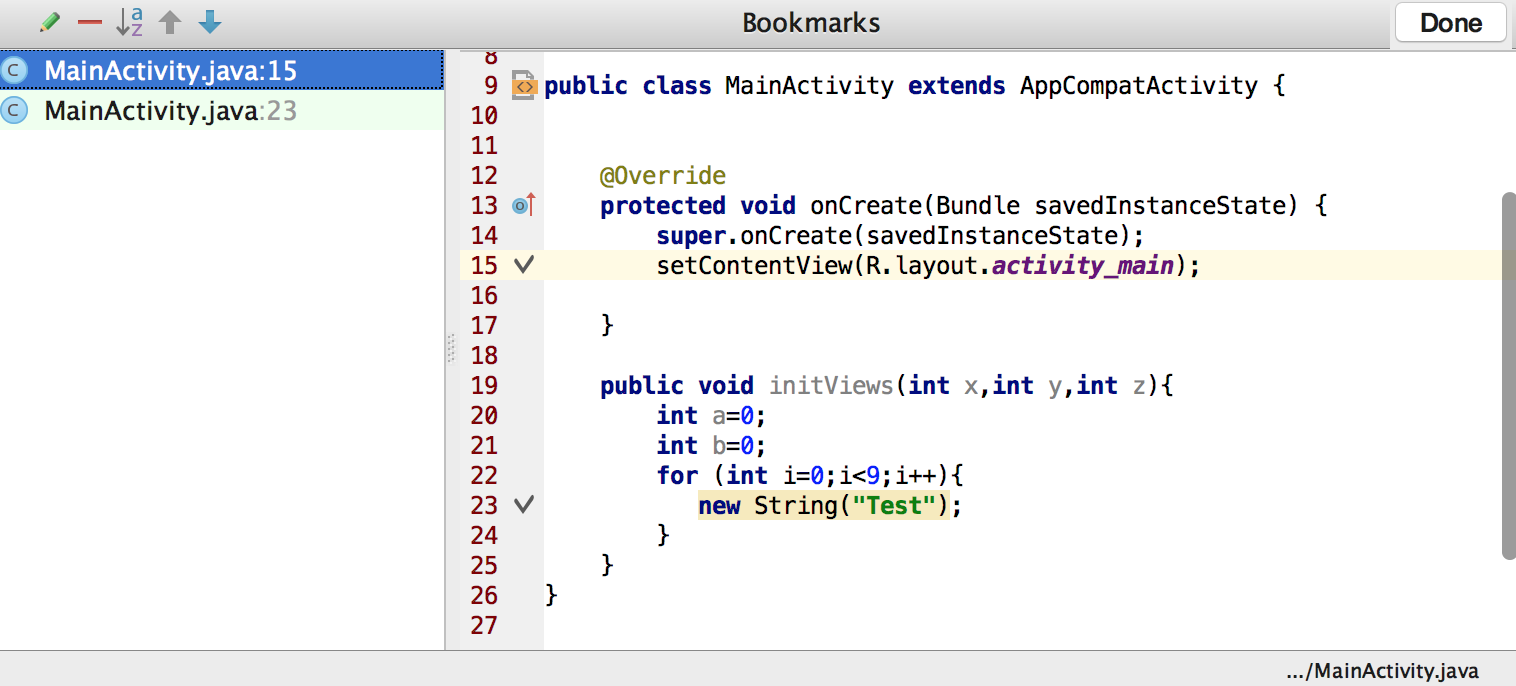 Bookmarks
Done
MainActivity.java:15
MainActivity.java:23
8
9 public class MainActivity extends AppCompatActivity {
10
11
12 @Override
13 protected void onCreate(Bundle savedInstanceState) {
14 super.onCreate(savedInstanceState);
15 setContentView(R.layout.activity_main);
16
17 }
18
19 public void initViews(int x,int y,int z){
20 int a=0;
21 int b=0;
22 for (int i=0;i<9;i++){
23 new String("Test");
24 }
25 }
26 }
27
.../MainActivity.java